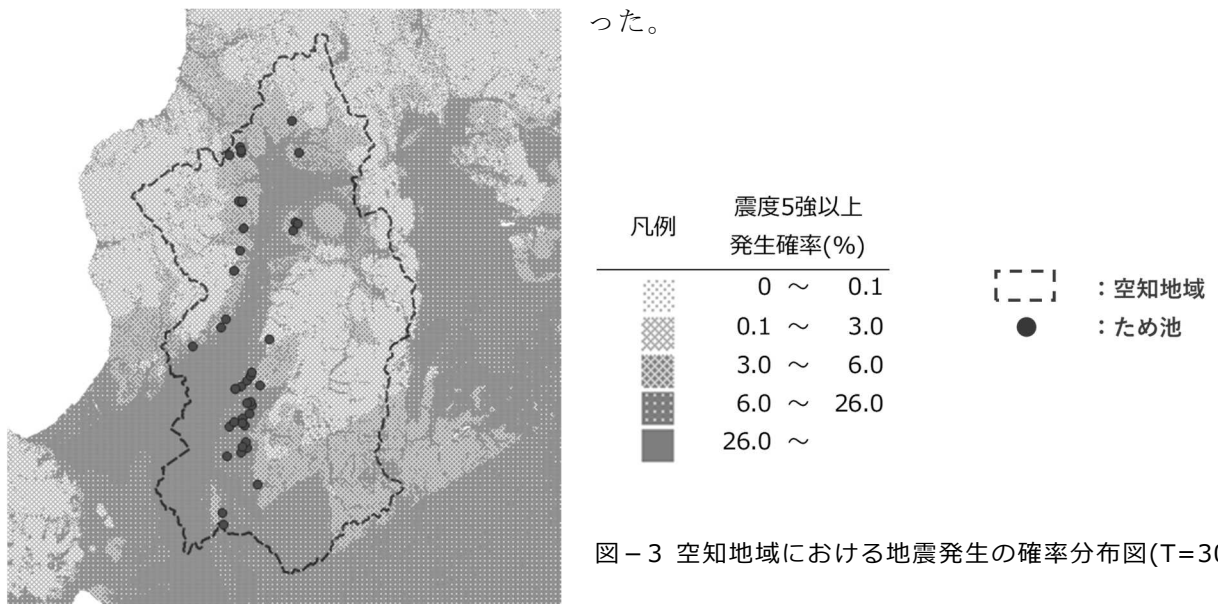 った。
凡例
震度5強以上
発生確率(%)
0 ～ 0.1
0.1 ～ 3.0
3.0 ～ 6.0
6.0 ～ 26.0
26.0 ～
：空知地域
：ため池
図－3 空知地域における地震発生の確率分布図(T=30